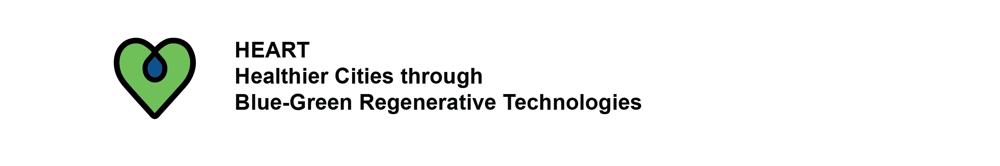 HEART
Healthier Cities through
Blue-Green Regenerative Technologies